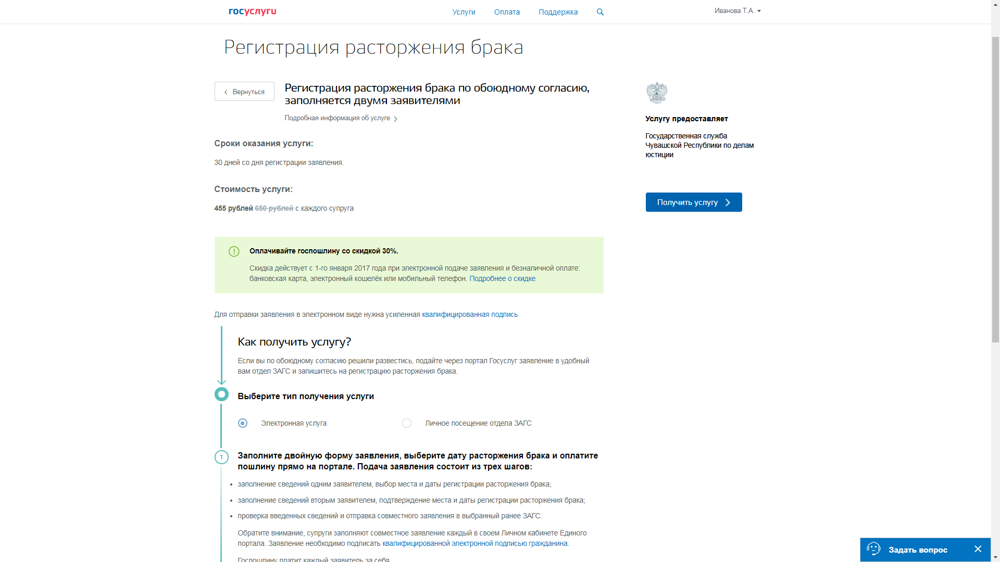 госуслуги
Услуги
Оплата
Поддержка
Иванова Т.А.
Регистрация расторжения брака
Вернуться
Регистрация расторжения брака по обоюдному согласию,
заполняется двумя заявителями
Подробная информация об услуге
Сроки оказания услуги:
30 дней со дня регистрации заявления.
Стоимость услуги:
455 рублей 650 рублей с каждого супруга
Услугу предоставляет
Государственная служба
Чувашской Республики по делам
юстиции
Получить услугу
Оплачивайте госпошлину со скидкой 30%.
Скидка действует с 1-го января 2017 года при электронной подаче заявления и безналичной оплате:
банковская карта, электронный кошелёк или мобильный телефон. Подробнее о скидке
Для отправки заявления в электронном виде нужна усиленная квалифицированная подпись
Как получить услугу?
Если вы по обоюдному согласию решили развестись, подайте через портал Госуслуг заявление в удобный
вам отдел ЗАГС и запишитесь на регистрацию расторжения брака.
Выберите тип получения услуги
Электронная услуга
Личное посещение отдела ЗАГС
1
Заполните двойную форму заявления, выберите дату расторжения брака и оплатите
пошлину прямо на портале. Подача заявления состоит из трех шагов:
• заполнение сведений одним заявителем, выбор места и даты регистрации расторжения брака;
• заполнение сведений вторым заявителем, подтверждение места и даты регистрации расторжения брака;
• проверка введенных сведений и отправка совместного заявления в выбранный ранее ЗАГС.
Обратите внимание, супруги заполняют совместное заявление каждый в своем Личном кабинете Единого
портала. Заявление необходимо подписать квалифицированной электронной подписью гражданина.
Госпошлину платит каждый заявитель за себя
Задать вопрос